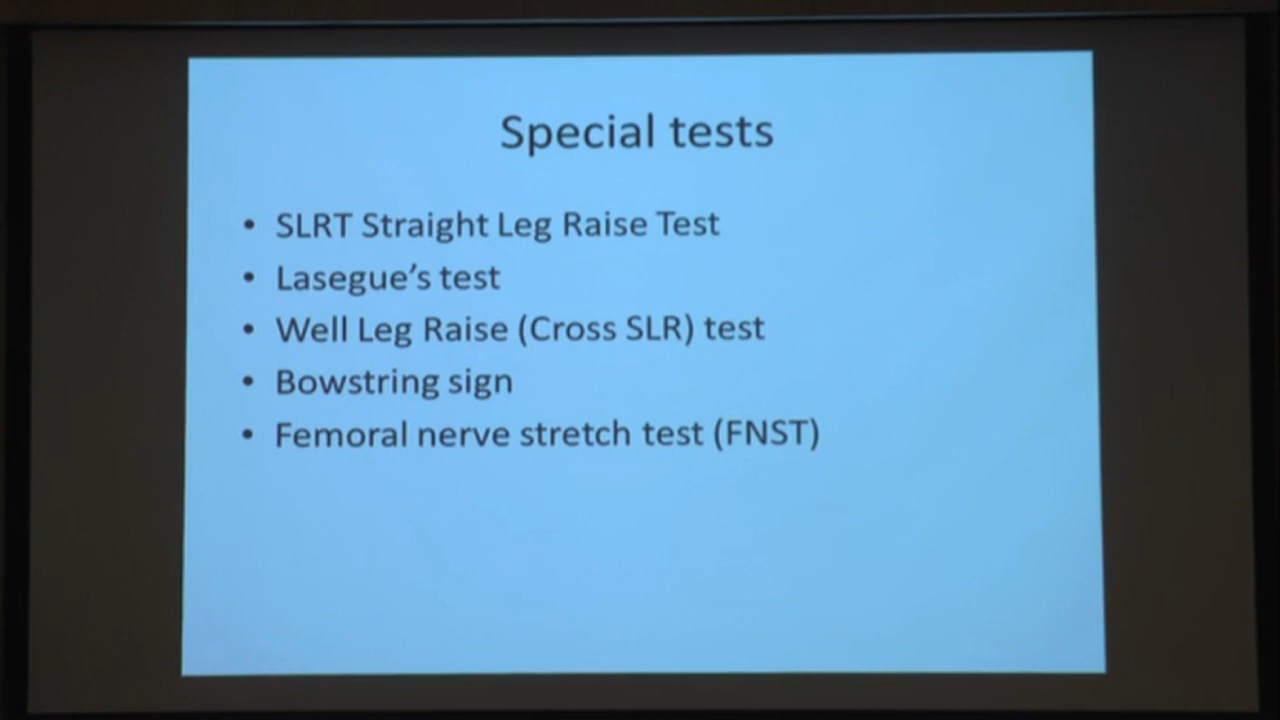 Special tests
• SLRT Straight Leg Raise Test
• Lasegue’s test
• Well Leg Raise (Cross SLR) test
• Bowstring sign
• Femoral nerve stretch test (FNST)